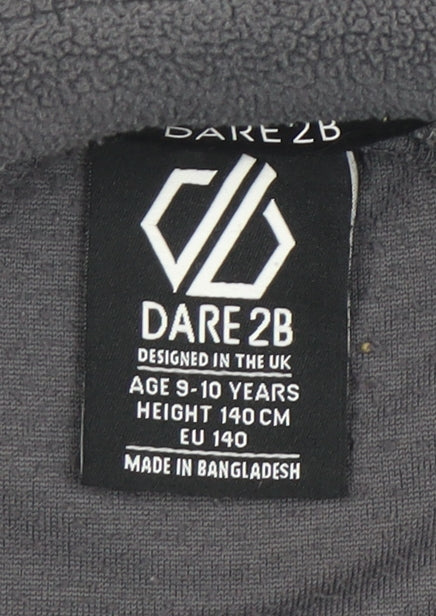 DARE 2B
DARE 2B
DESIGNED IN THE UK
AGE 9-10 YEARS
HEIGHT 140 CM
EU 140
MADE IN BANGLADESH